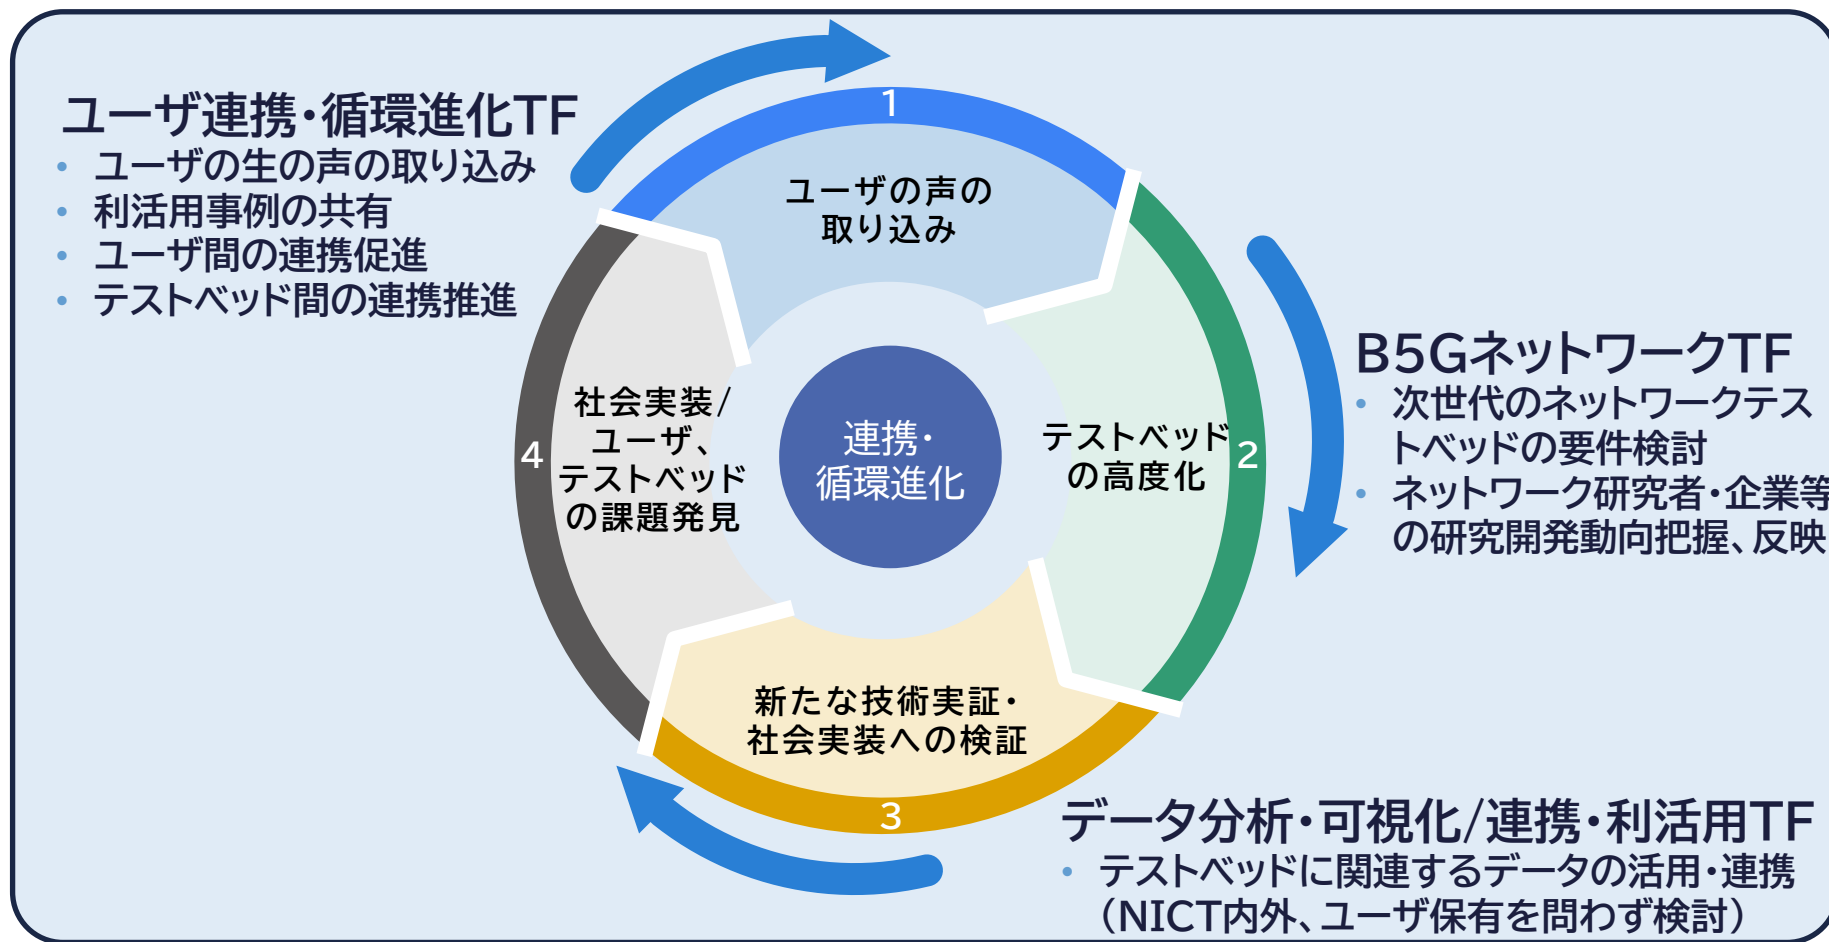 ユーザ連携・循環進化TF
• ユーザの生の声の取り込み
• 利活用事例の共有
• ユーザ間の連携促進
• テストベッド間の連携推進
1
ユーザの声の
取り込み
2
テストベッド
の高度化
3
新たな技術実証・
社会実装への検証
4
社会実装/
ユーザ、
テストベッド
の課題発見
連携・
循環進化
B5GネットワークTF
• 次世代のネットワークテス
トベッドの要件検討
• ネットワーク研究者・企業等
の研究開発動向把握、反映
データ分析・可視化/連携・利活用TF
• テストベッドに関連するデータの活用・連携
（NICT内外、ユーザ保有を問わず検討）